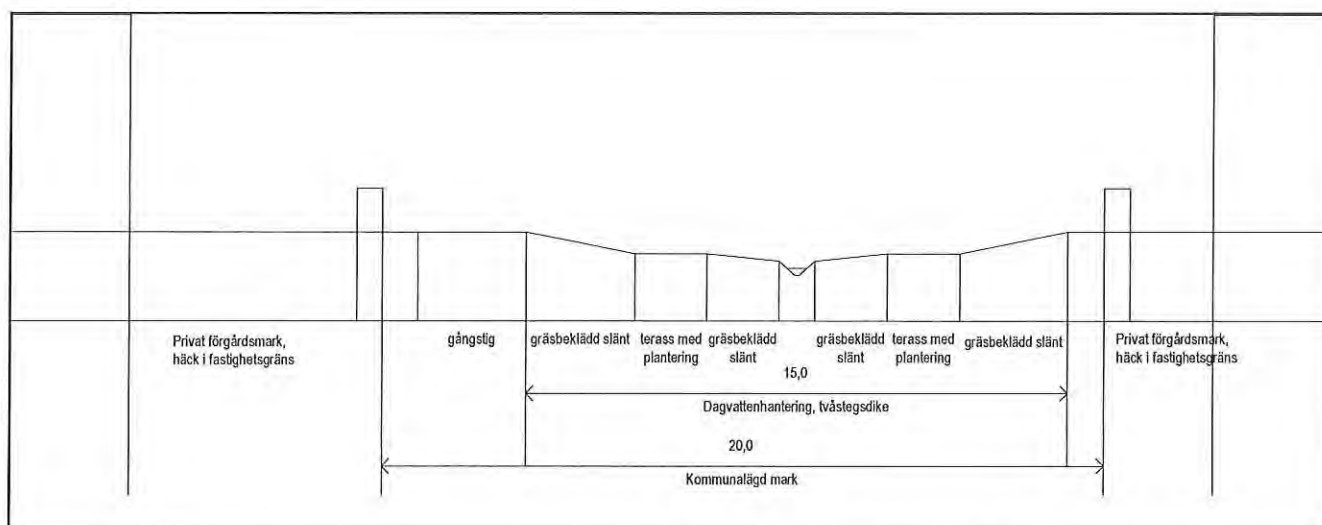 Privat förgårdsmark,
häck i fastighetsgräns
gångstig
gräsbeklädd slänt
terass med
plantering
gräsbeklädd
slänt
gräsbeklädd
slänt
terass med
plantering
gräsbeklädd slänt
Privat förgårdsmark,
häck i fastighetsgräns
15,0
Dagvattenhantering, tvåstegsdike
20,0
Kommunalägd mark